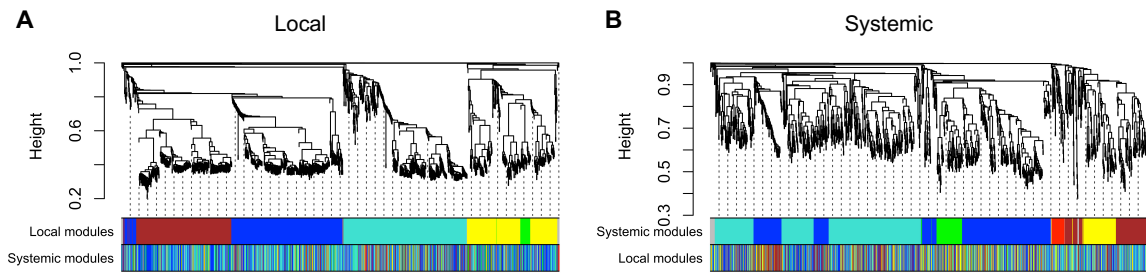 A
Local
Height
1.0
0.6
0.2
Local modules
Systemic modules
B
Systemic
Height
0.9
0.7
0.5
0.3
Systemic modules
Local modules